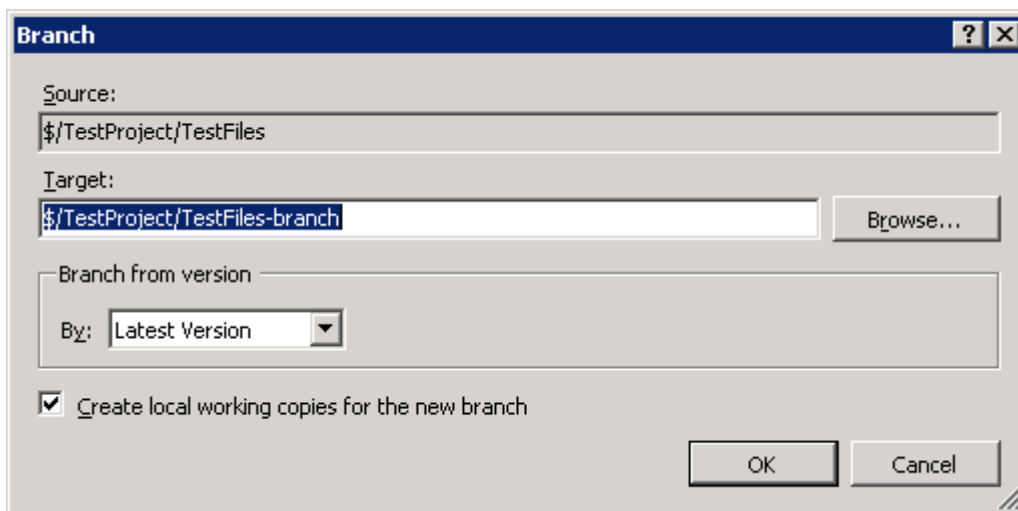 Branch
Source:
$/TestProject/TestFiles
Target:
$/TestProject/TestFiles-branch
Browse...
Branch from version
By: Latest Version
Create local working copies for the new branch
OK Cancel